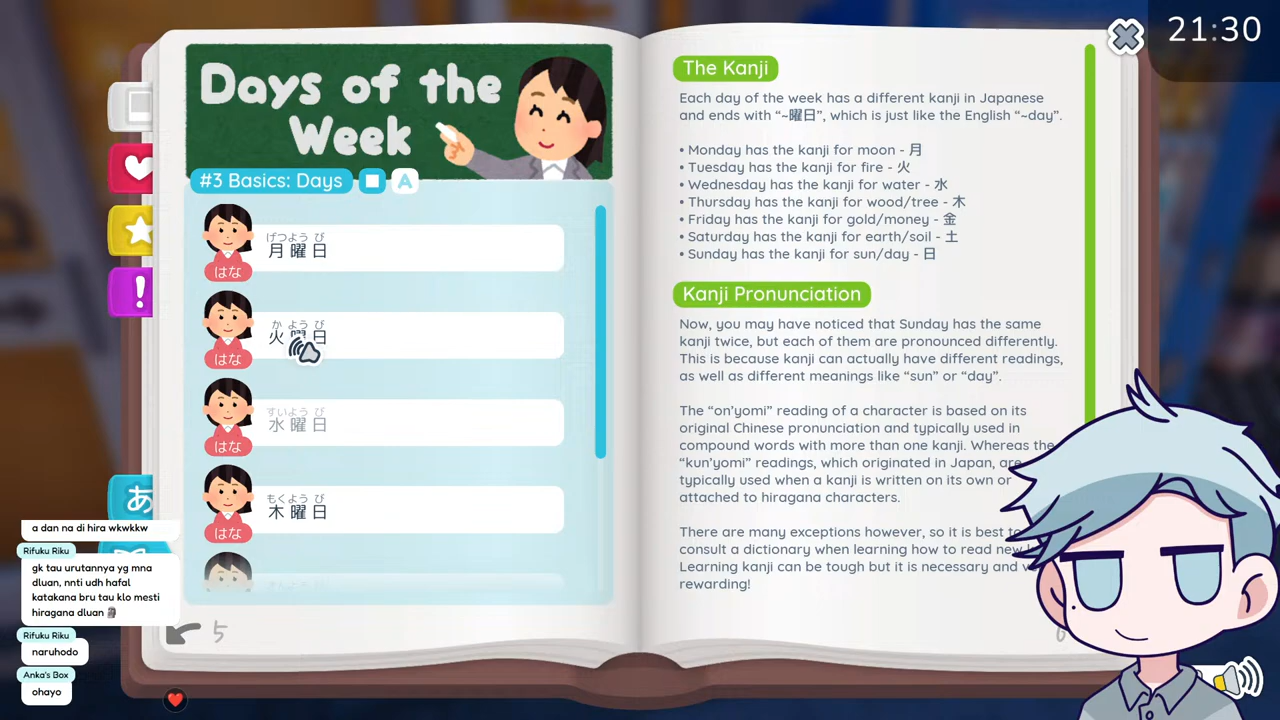 21:30
Days of the
Week
#3 Basics: Days
A
げつよう び
月曜日
はな
か よう び
火曜日
はな
すいよう び
水曜日
はな
もくよう び
木曜日
はな
5
The Kanji
Each day of the week has a different kanji in Japanese
and ends with “~曜日”, which is just like the English “~day”.
• Monday has the kanji for moon - 月
• Tuesday has the kanji for fire - 火
• Wednesday has the kanji for water - 水
• Thursday has the kanji for wood/tree - 木
• Friday has the kanji for gold/money - 金
• Saturday has the kanji for earth/soil - 土
• Sunday has the kanji for sun/day - 日
Kanji Pronunciation
Now, you may have noticed that Sunday has the same
kanji twice, but each of them are pronounced differently.
This is because kanji can actually have different readings,
as well as different meanings like “sun” or “day”.
The “on’yomi” reading of a character is based on its
original Chinese pronunciation and typically used in
compound words with more than one kanji. Whereas the
“kun’yomi” readings, which originated in Japan, are
typically used when a kanji is written on its own or
attached to hiragana characters.
There are many exceptions however, so it is best to
consult a dictionary when learning how to read new
Learning kanji can be tough but it is necessary and
rewarding!
あ
a dan na di hira wkwkkw
Rifuku Riku
gk tau urutannya yg mna
dluan, nnti udh hafal
katakana bru tau klo mesti
hiragana dluan 🗿
Rifuku Riku
naruhodo
Anka's Box
ohayo